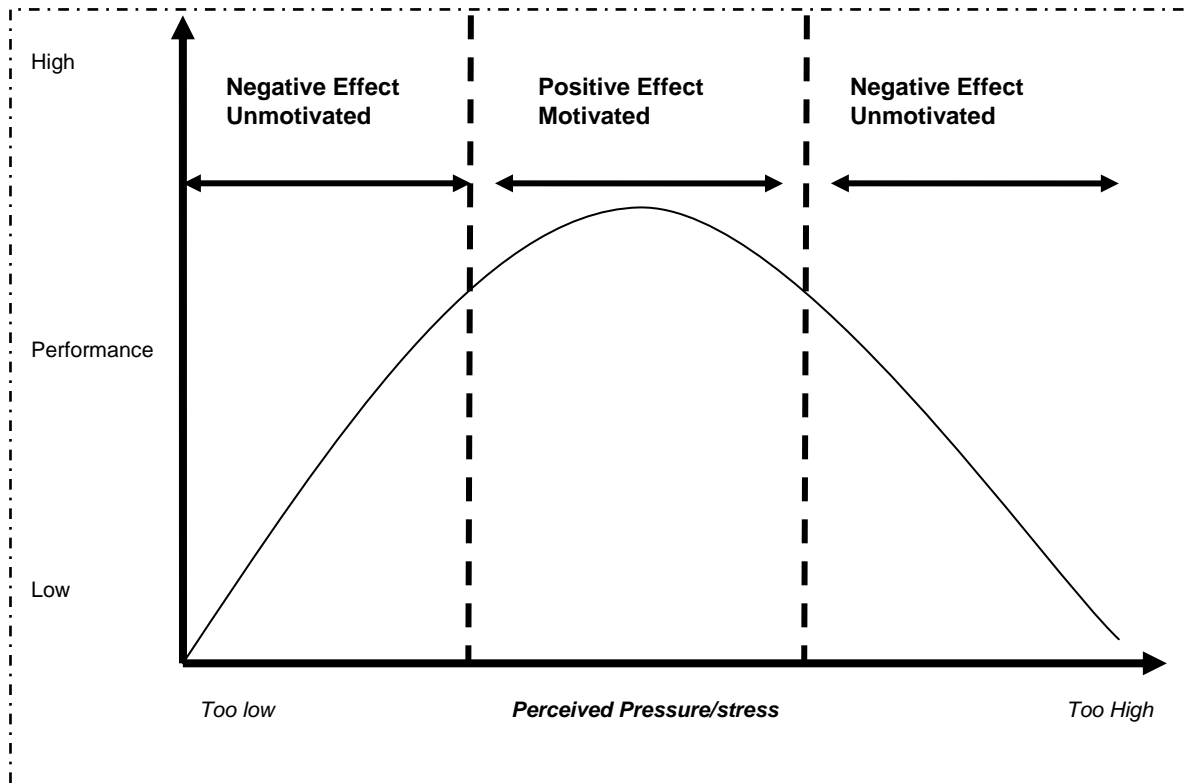 High
Negative Effect
Unmotivated
Positive Effect
Motivated
Negative Effect
Unmotivated
Performance
Low
Too low
Perceived Pressure/stress
Too High